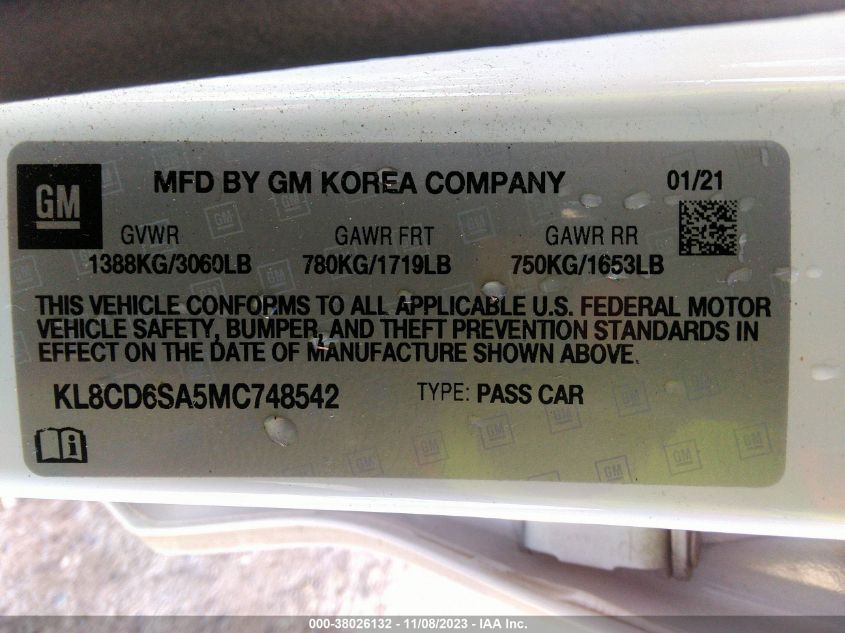 GM
MFD BY GM KOREA COMPANY 01/21
GVWR GAWR FRT GAWR RR
1388KG/3060LB 780KG/1719LB 750KG/1653LB
THIS VEHICLE CONFORMS TO ALL APPLICABLE U.S. FEDERAL MOTOR
VEHICLE SAFETY, BUMPER, AND THEFT PREVENTION STANDARDS IN
EFFECT ON THE DATE OF MANUFACTURE SHOWN ABOVE.
KL8CD6SA5MC748542 TYPE: PASS CAR
000-38026132 - 11/08/2023 - IAA Inc.